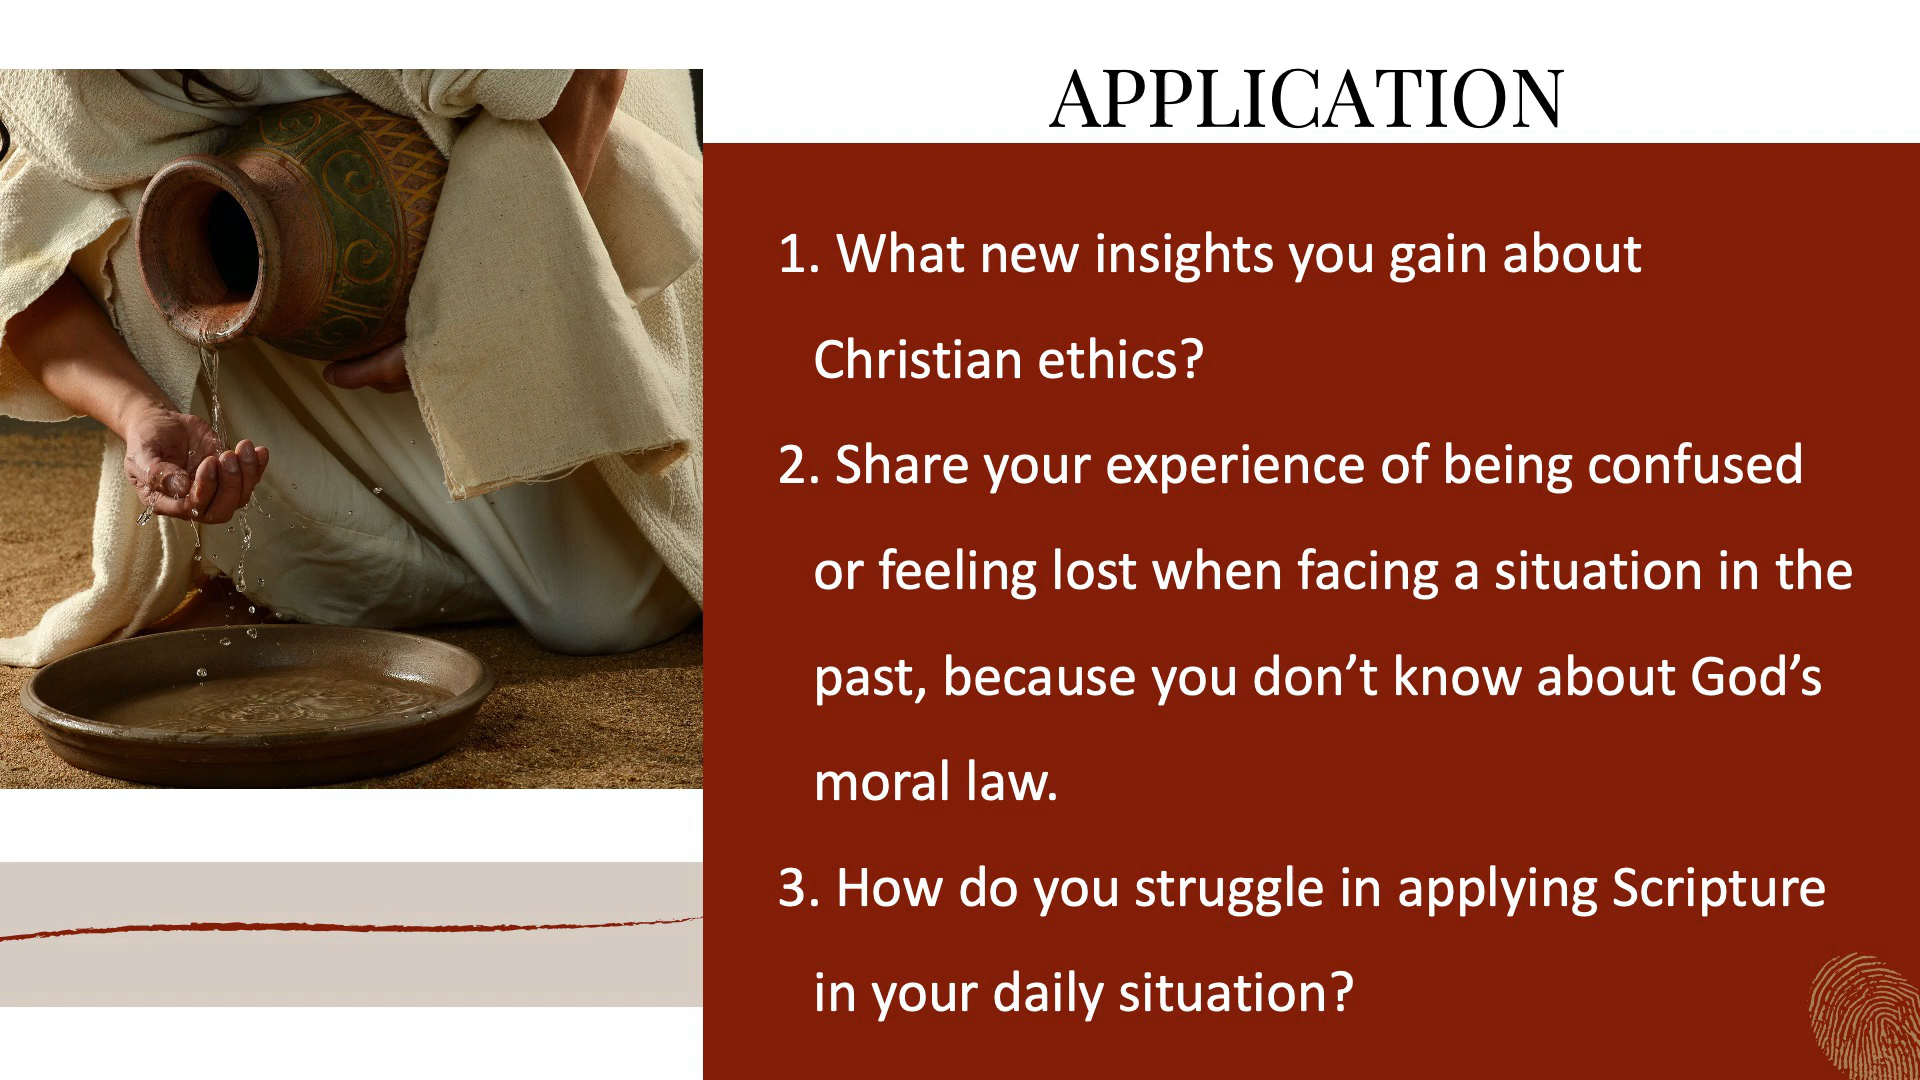 APPLICATION
1. What new insights you gain about
Christian ethics?
2. Share your experience of being confused
or feeling lost when facing a situation in the
past, because you don’t know about God’s
moral law.
3. How do you struggle in applying Scripture
in your daily situation?